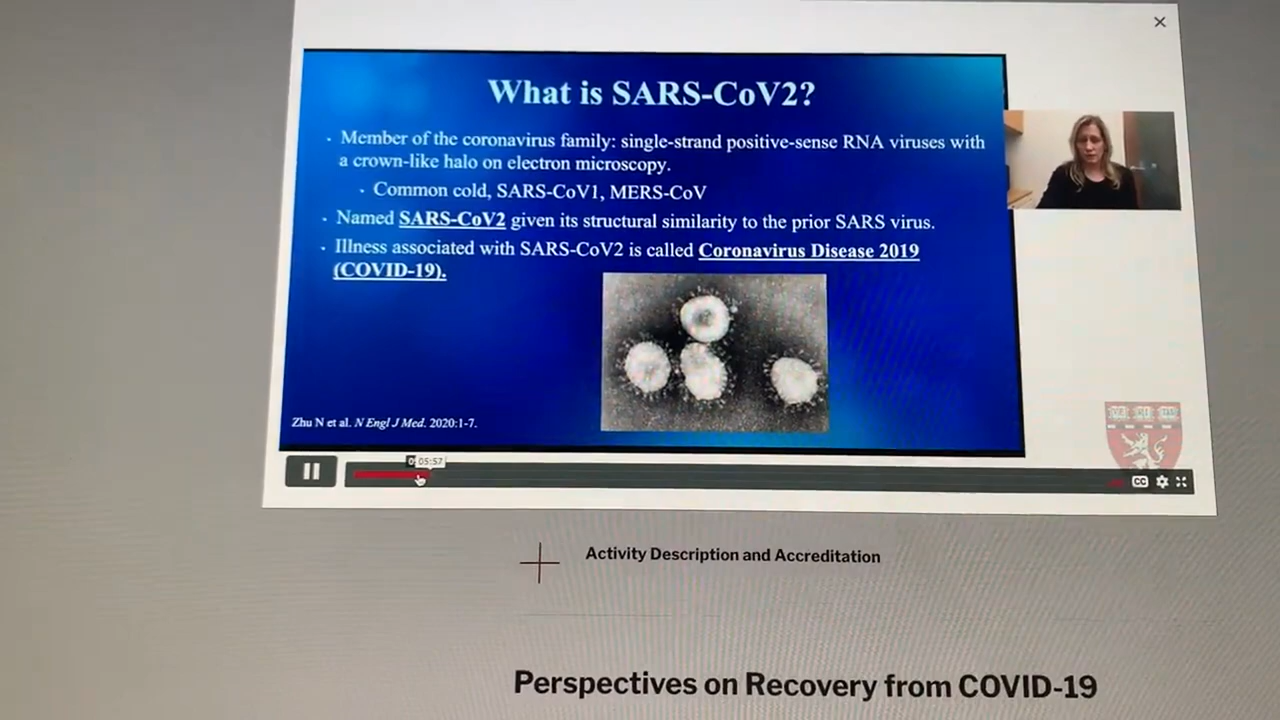 What is SARS-CoV2?
Member of the coronavirus family: single-strand positive-sense RNA viruses with
a crown-like halo on electron microscopy.
Common cold, SARS-CoV1, MERS-CoV
Named SARS-CoV2 given its structural similarity to the prior SARS virus.
Illness associated with SARS-CoV2 is called Coronavirus Disease 2019
(COVID-19).
Zhu N et al. N Engl J Med. 2020:1-7.
05:57
CC
Activity Description and Accreditation
Perspectives on Recovery from COVID-19